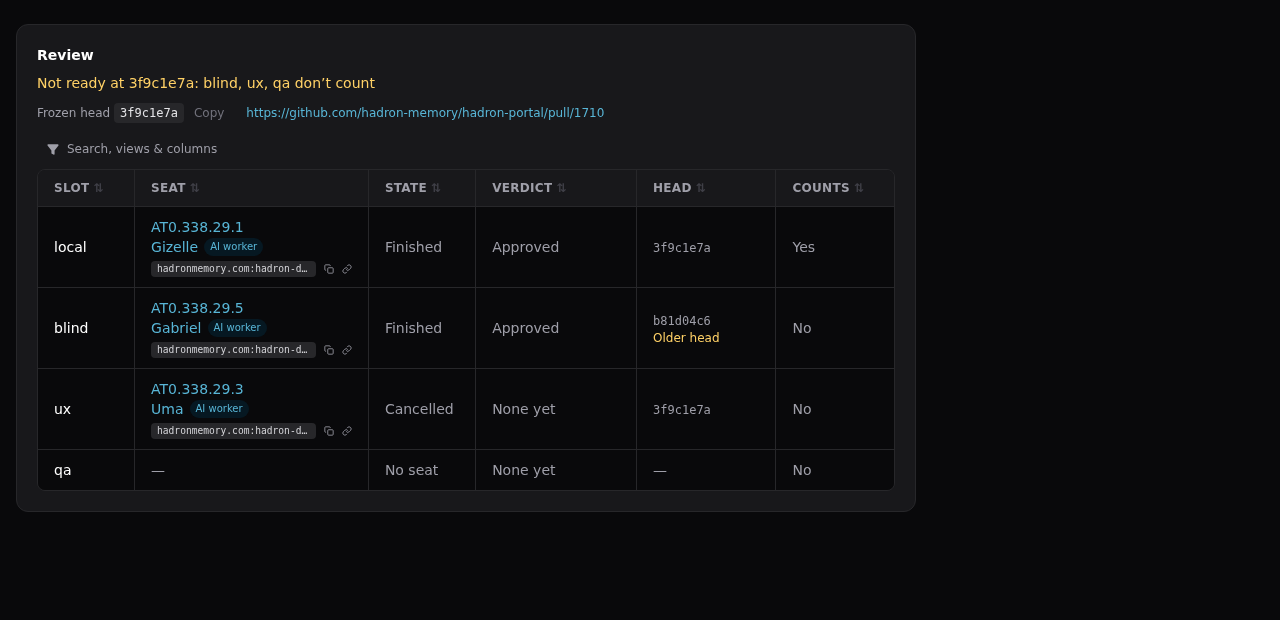 Review
Not ready at 3f9c1e7a: blind, ux, qa don’t count
Frozen head 3f9c1e7a Copy https://github.com/hadron-memory/hadron-portal/pull/1710
Search, views & columns
SLOT SEAT STATE VERDICT HEAD COUNTS
AT0.338.29.1
local Gizelle AI worker Finished Approved 3f9c1e7a Yes
hadronmemory.com:hadron-d…
AT0.338.29.5
blind Gabriel AI worker Finished Approved b81d04c6 No
Older head
hadronmemory.com:hadron-d…
AT0.338.29.3
ux Uma AI worker Cancelled None yet 3f9c1e7a No
hadronmemory.com:hadron-d…
qa — No seat None yet — No